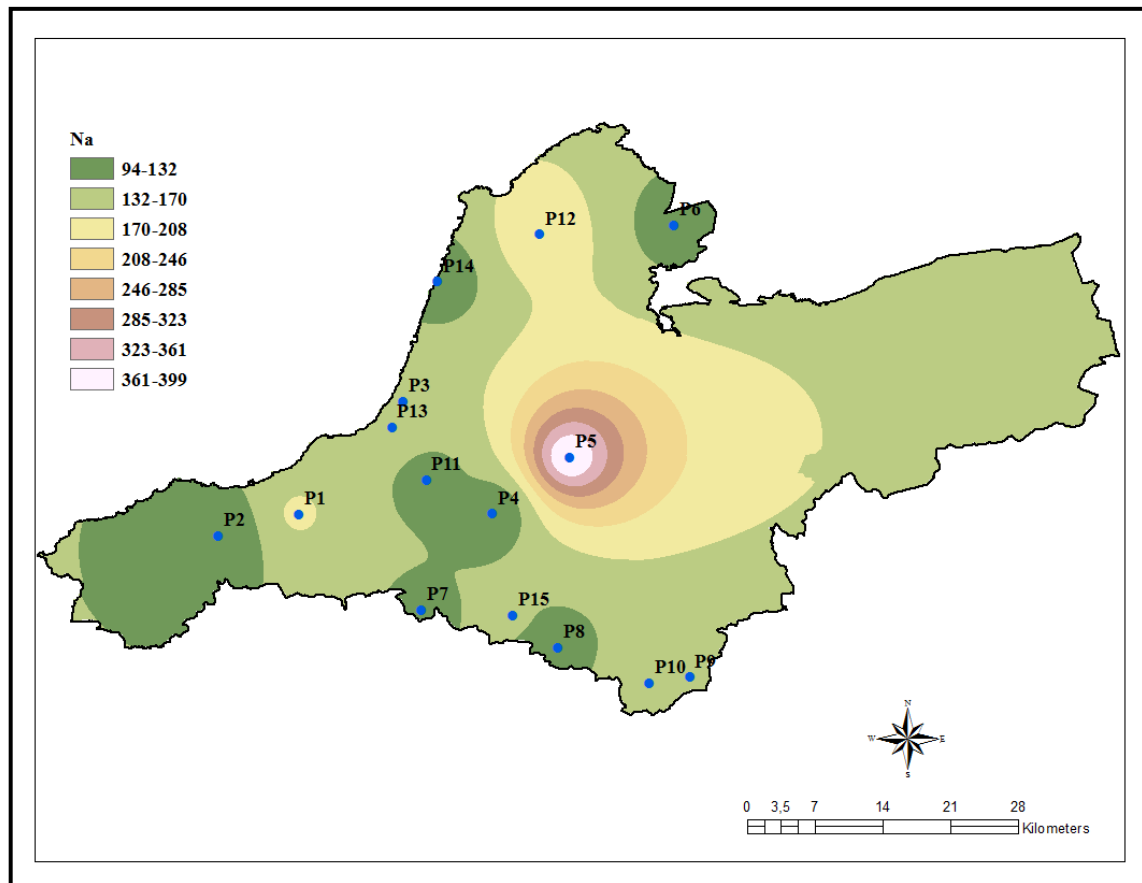 Na
94-132
132-170
170-208
208-246
246-285
285-323
323-361
361-399
P6
P12
P14
P3
P13
P5
P11
P4
P1
P2
P7
P15
P8
P10 P9
N
W E
S
0 3,5 7 14 21 28
Kilometers